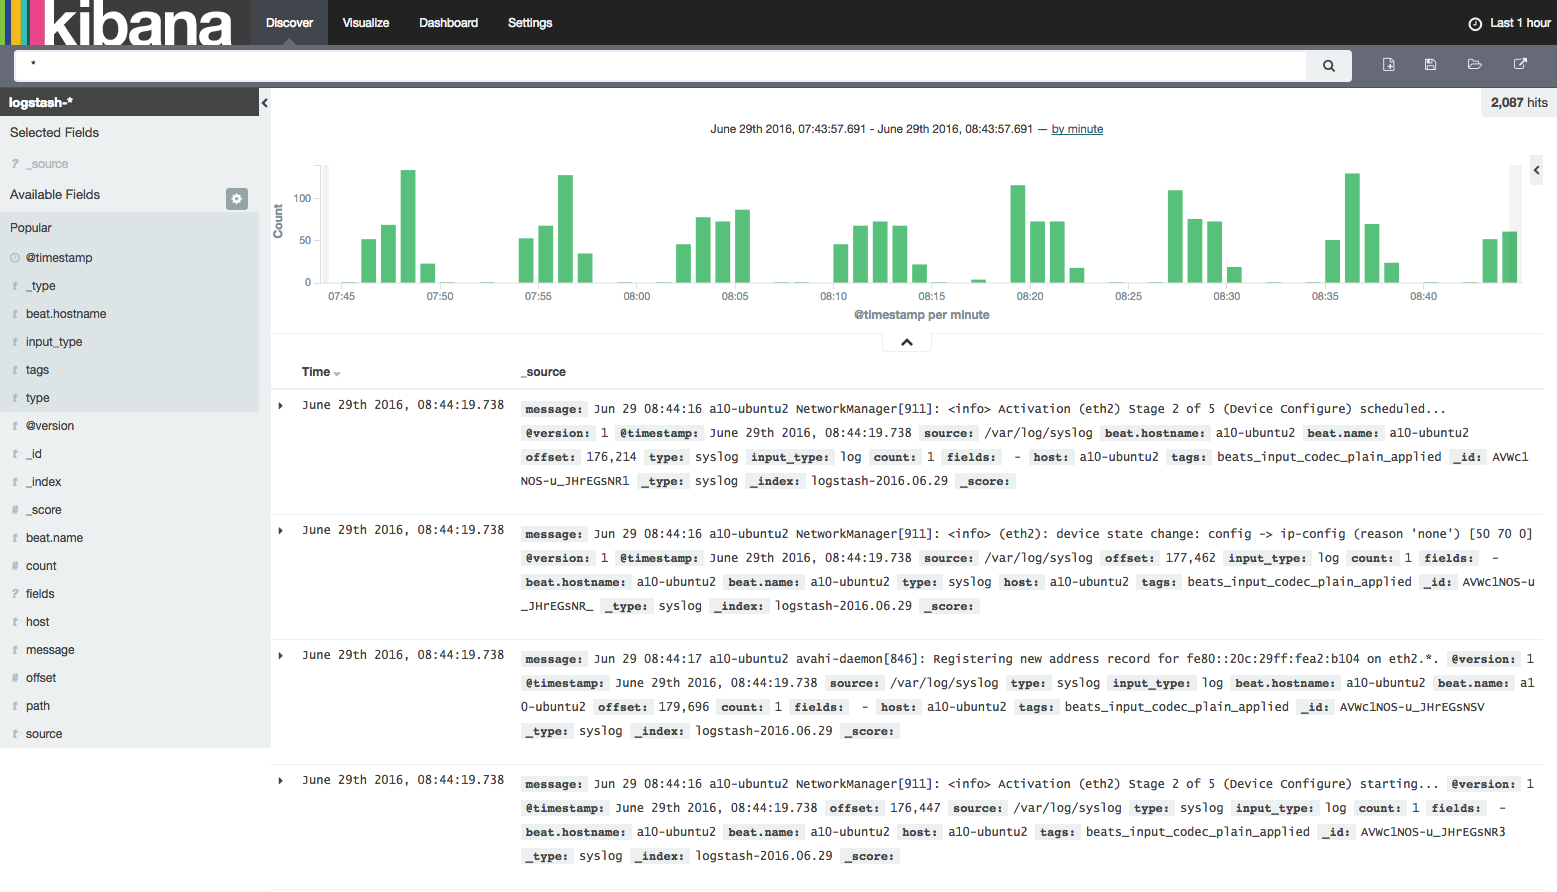 kibana
Discover Visualize Dashboard Settings Last 1 hour
*
logstash-*
2,087 hits
Selected Fields
? _source
Available Fields
Popular
@timestamp
t _type
t beat.hostname
t input_type
t tags
t type
t @version
t _id
t _index
# _score
t beat.name
# count
? fields
t host
t message
# offset
t path
t source
June 29th 2016, 07:43:57.691 - June 29th 2016, 08:43:57.691 — by minute
Count
100
50
0
07:45 07:50 07:55 08:00 08:05 08:10 08:15 08:20 08:25 08:30 08:35 08:40
@timestamp per minute
Time _source
June 29th 2016, 08:44:19.738
message: Jun 29 08:44:16 a10-ubuntu2 NetworkManager[911]: <info> Activation (eth2) Stage 2 of 5 (Device Configure) scheduled...
@version: 1 @timestamp: June 29th 2016, 08:44:19.738 source: /var/log/syslog beat.hostname: a10-ubuntu2 beat.name: a10-ubuntu2
offset: 176,214 type: syslog input_type: log count: 1 fields: - host: a10-ubuntu2 tags: beats_input_codec_plain_applied _id: AVWc1
NOS-u_JHrEGsNR1 _type: syslog _index: logstash-2016.06.29 _score:
June 29th 2016, 08:44:19.738
message: Jun 29 08:44:16 a10-ubuntu2 NetworkManager[911]: <info> (eth2): device state change: config -> ip-config (reason 'none') [50 70 0]
@version: 1 @timestamp: June 29th 2016, 08:44:19.738 source: /var/log/syslog offset: 177,462 input_type: log count: 1 fields: -
beat.hostname: a10-ubuntu2 beat.name: a10-ubuntu2 type: syslog host: a10-ubuntu2 tags: beats_input_codec_plain_applied _id: AVWc1NOS-u
_JHrEGsNR_ _type: syslog _index: logstash-2016.06.29 _score:
June 29th 2016, 08:44:19.738
message: Jun 29 08:44:17 a10-ubuntu2 avahi-daemon[846]: Registering new address record for fe80::20c:29ff:fea2:b104 on eth2.*. @version: 1
@timestamp: June 29th 2016, 08:44:19.738 source: /var/log/syslog type: syslog input_type: log beat.hostname: a10-ubuntu2 beat.name: a1
0-ubuntu2 offset: 179,696 count: 1 fields: - host: a10-ubuntu2 tags: beats_input_codec_plain_applied _id: AVWc1NOS-u_JHrEGsNSV
_type: syslog _index: logstash-2016.06.29 _score:
June 29th 2016, 08:44:19.738
message: Jun 29 08:44:16 a10-ubuntu2 NetworkManager[911]: <info> Activation (eth2) Stage 2 of 5 (Device Configure) starting... @version: 1
@timestamp: June 29th 2016, 08:44:19.738 offset: 176,447 source: /var/log/syslog type: syslog input_type: log count: 1 fields: -
beat.hostname: a10-ubuntu2 beat.name: a10-ubuntu2 host: a10-ubuntu2 tags: beats_input_codec_plain_applied _id: AVWc1NOS-u_JHrEGsNR3
_type: syslog _index: logstash-2016.06.29 _score: